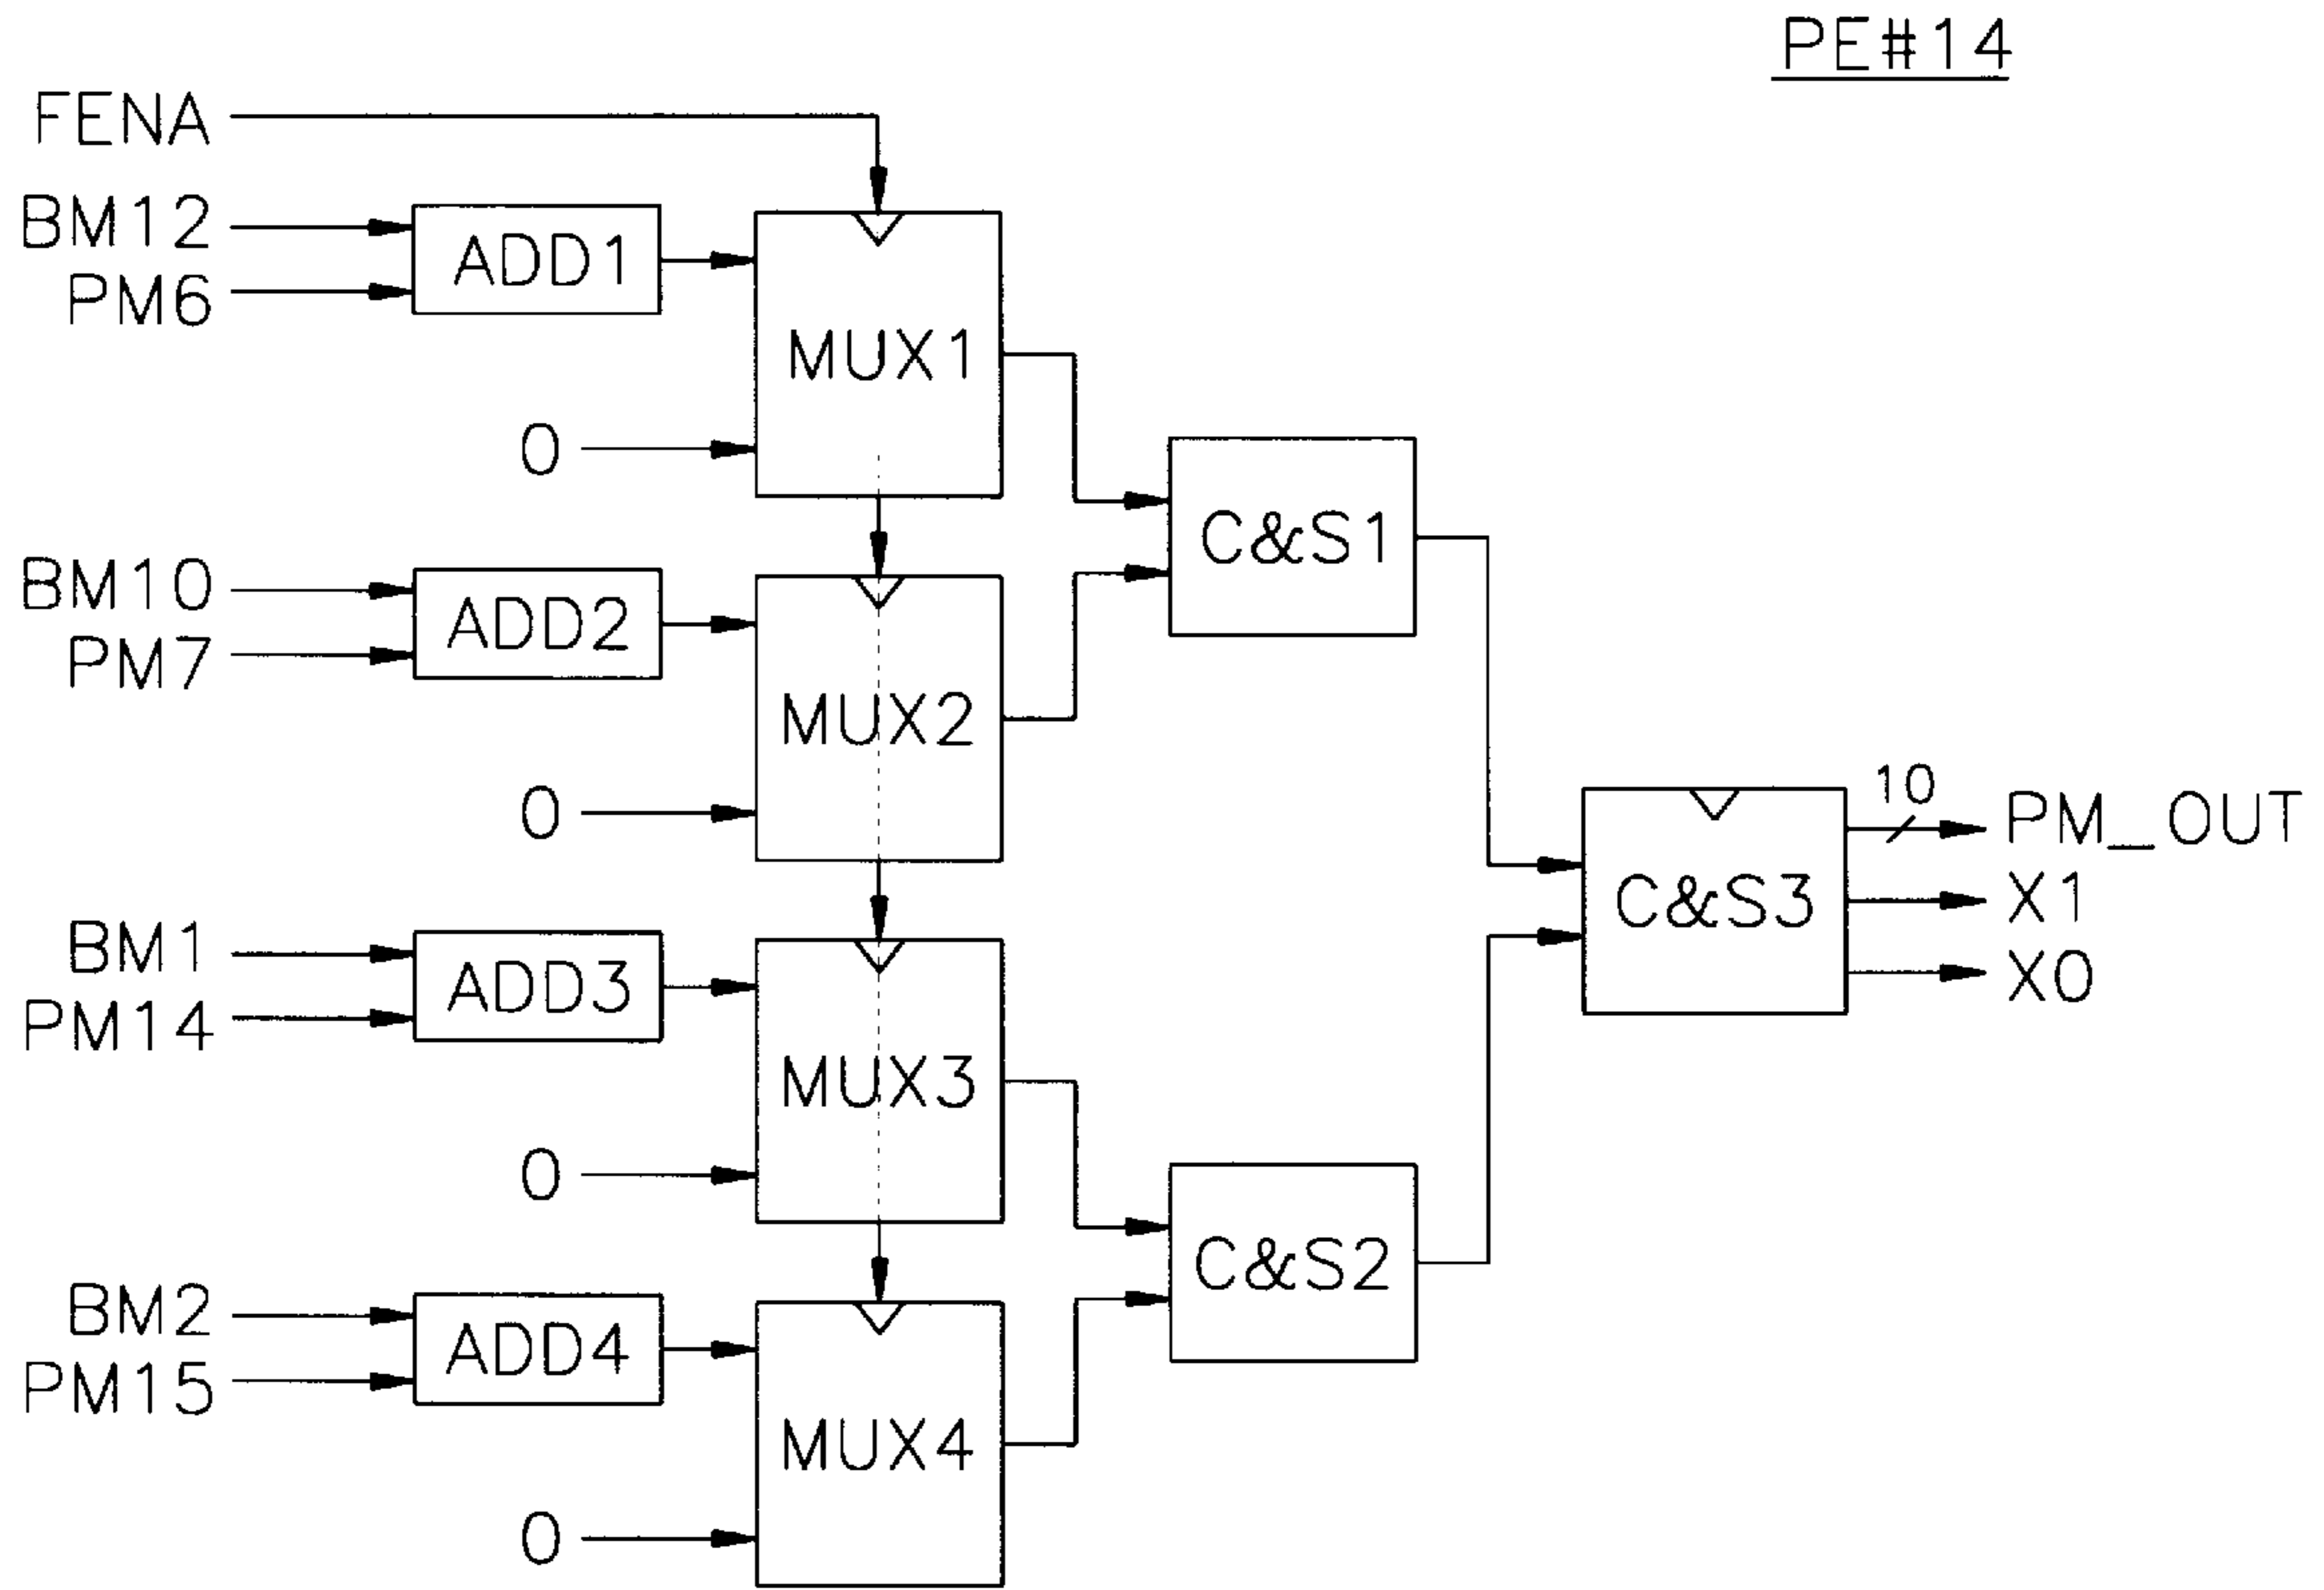 PE#14
FENA
BM12
ADD1
PM6
MUX1
0
C&S1
BM10
ADD2
PM7
MUX2
0
10
PM_OUT
C&S3
X1
X0
BM1
ADD3
PM14
MUX3
0
C&S2
BM2
ADD4
PM15
MUX4
0